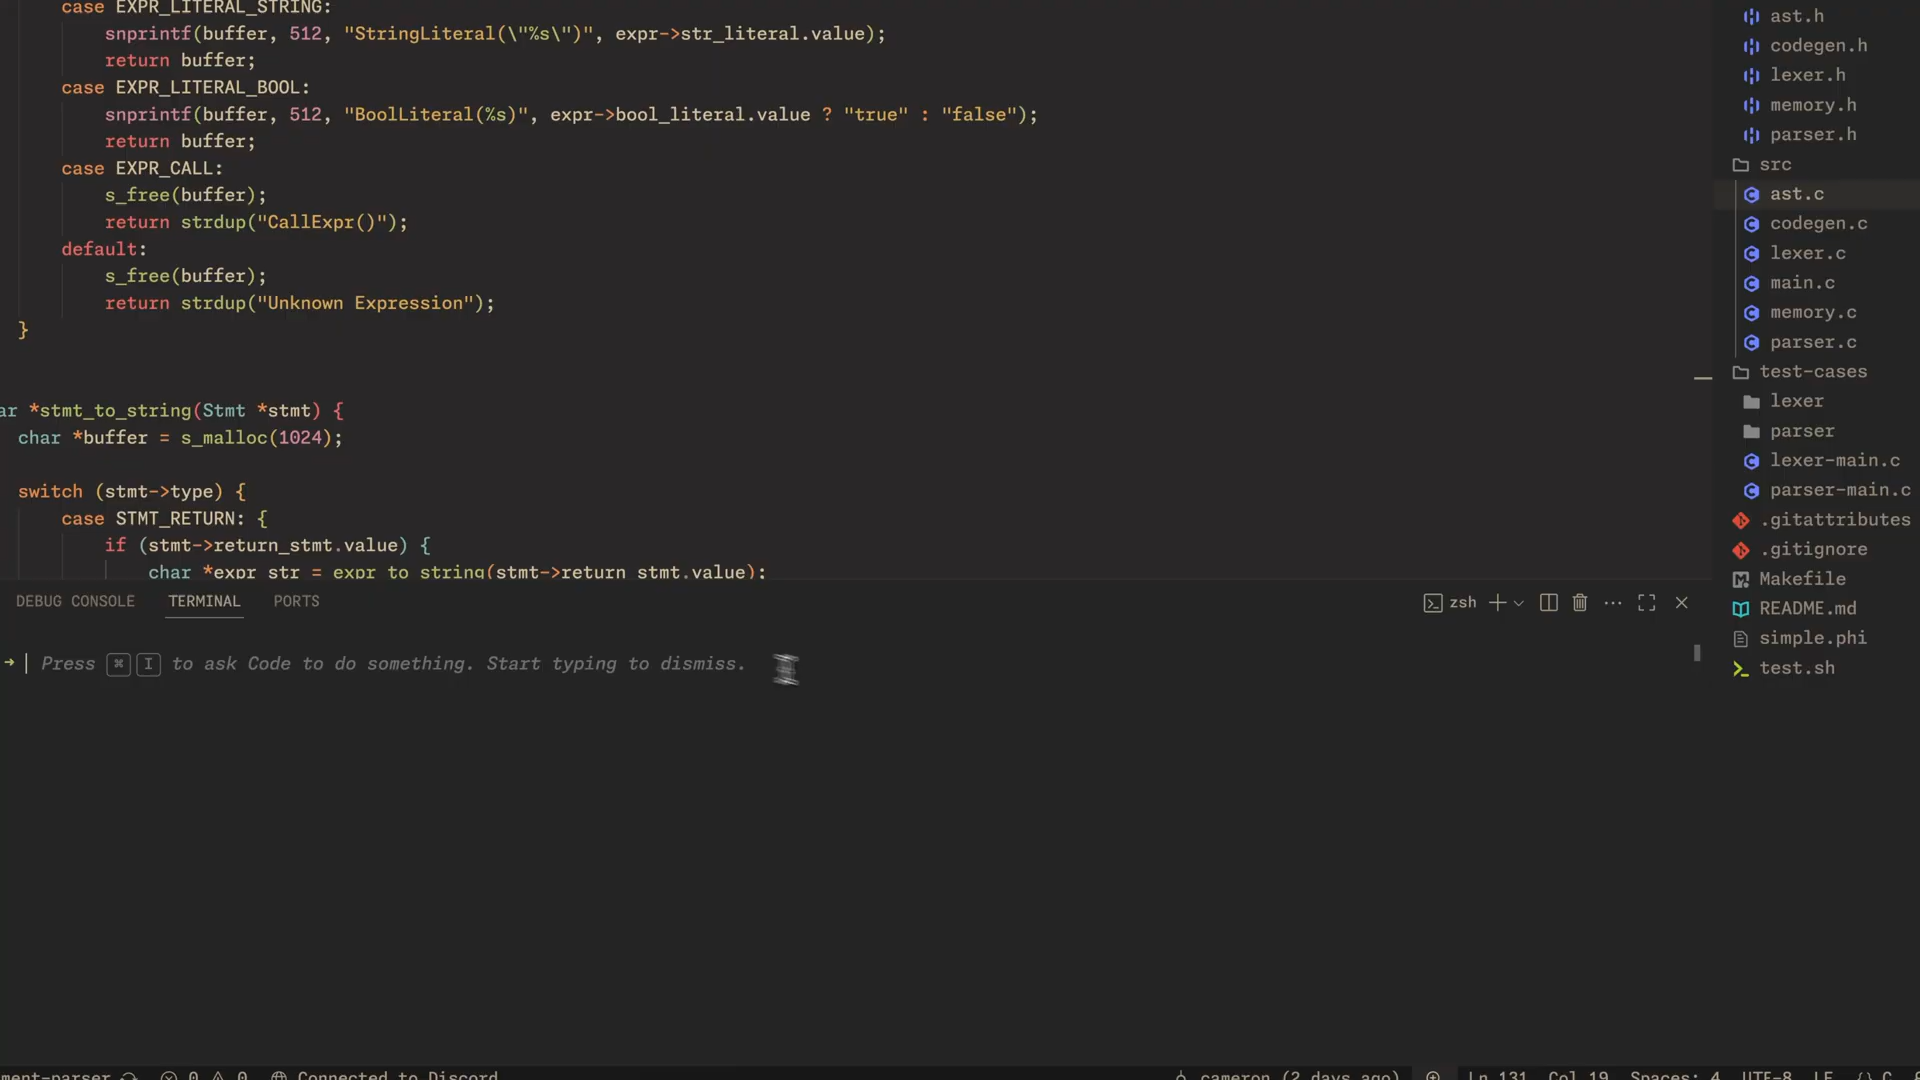 case EXPR_LITERAL_STRING:
snprintf(buffer, 512, "StringLiteral(\"%s\")", expr->str_literal.value);
return buffer;
case EXPR_LITERAL_BOOL:
snprintf(buffer, 512, "BoolLiteral(%s)", expr->bool_literal.value ? "true" : "false");
return buffer;
case EXPR_CALL:
s_free(buffer);
return strdup("CallExpr()");
default:
s_free(buffer);
return strdup("Unknown Expression");
}
ar *stmt_to_string(Stmt *stmt) {
char *buffer = s_malloc(1024);
switch (stmt->type) {
case STMT_RETURN: {
if (stmt->return_stmt.value) {
char *expr_str = expr_to_string(stmt->return_stmt.value);
DEBUG CONSOLE TERMINAL PORTS
zsh
Press ⌘ I to ask Code to do something. Start typing to dismiss.
ast.h
codegen.h
lexer.h
memory.h
parser.h
src
ast.c
codegen.c
lexer.c
main.c
memory.c
parser.c
test-cases
lexer
parser
lexer-main.c
parser-main.c
.gitattributes
.gitignore
Makefile
README.md
simple.phi
test.sh
ment-parser 0 0 Connected to Discord cameron (2 days ago) Ln 131, Col 19 Spaces: 4 UTF-8 LF {} C